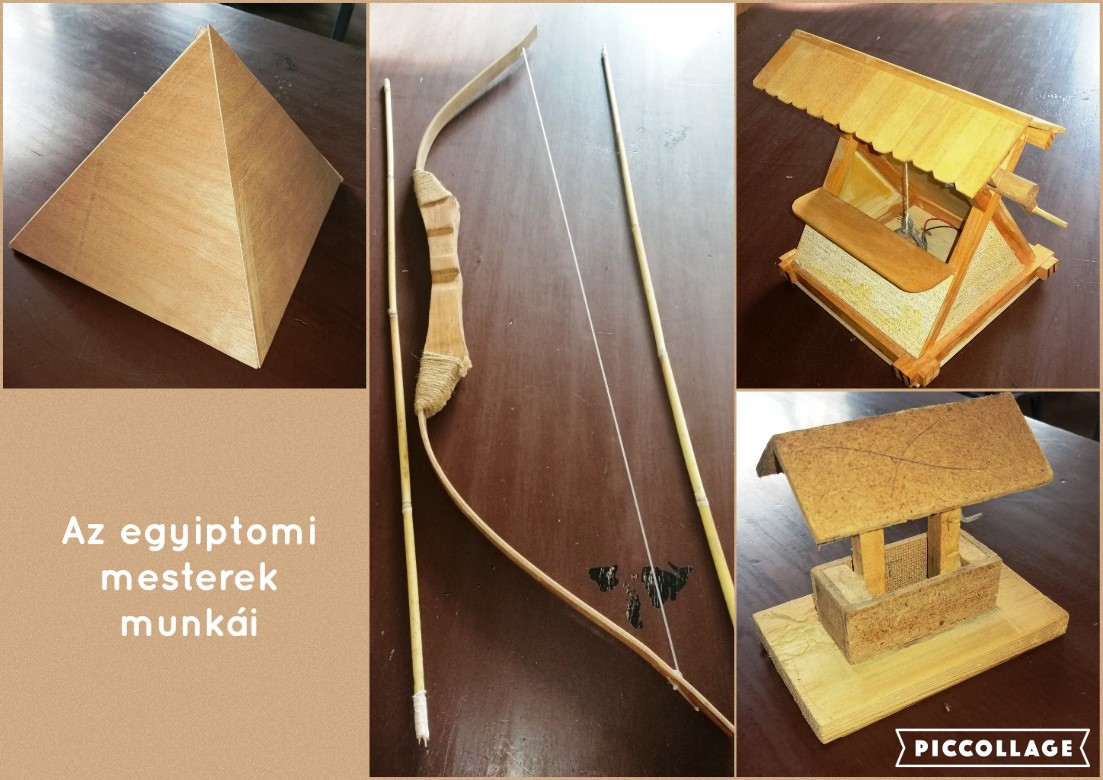 Az egyiptomi
mesterek
munkái
PICCOLLAGE